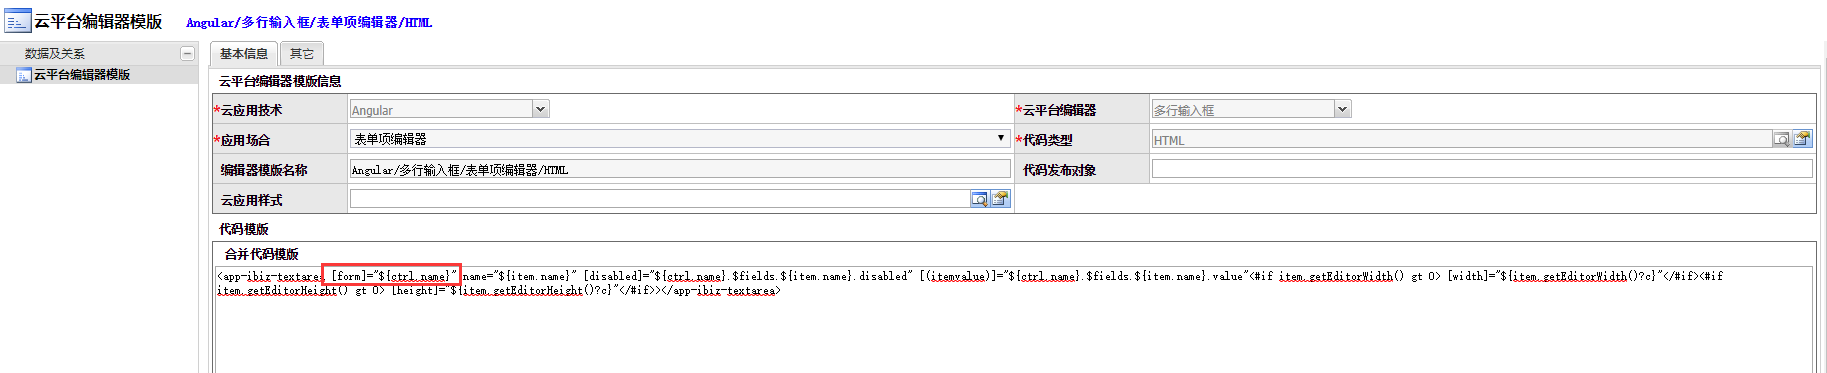 云平台编辑器模版 Angular/多行输入框/表单项编辑器/HTML
数据及关系
云平台编辑器模版
基本信息 其它
云平台编辑器模版信息
*云应用技术 Angular *云平台编辑器 多行输入框
*应用场合 表单项编辑器 *代码类型 HTML
编辑器模版名称 Angular/多行输入框/表单项编辑器/HTML 代码发布对象
云应用样式
代码模版
合并代码模版
<app-ibiz-textarea [form]="${ctrl.name}" name="${item.name}" [disabled]="${ctrl.name}.$fields.${item.name}.disabled" [(itemvalue)]="${ctrl.name}.$fields.${item.name}.value"<#if item.getEditorWidth() gt 0> [width]="${item.getEditorWidth()?c}"</#if><#if
item.getEditorHeight() gt 0> [height]="${item.getEditorHeight()?c}"</#if>></app-ibiz-textarea>